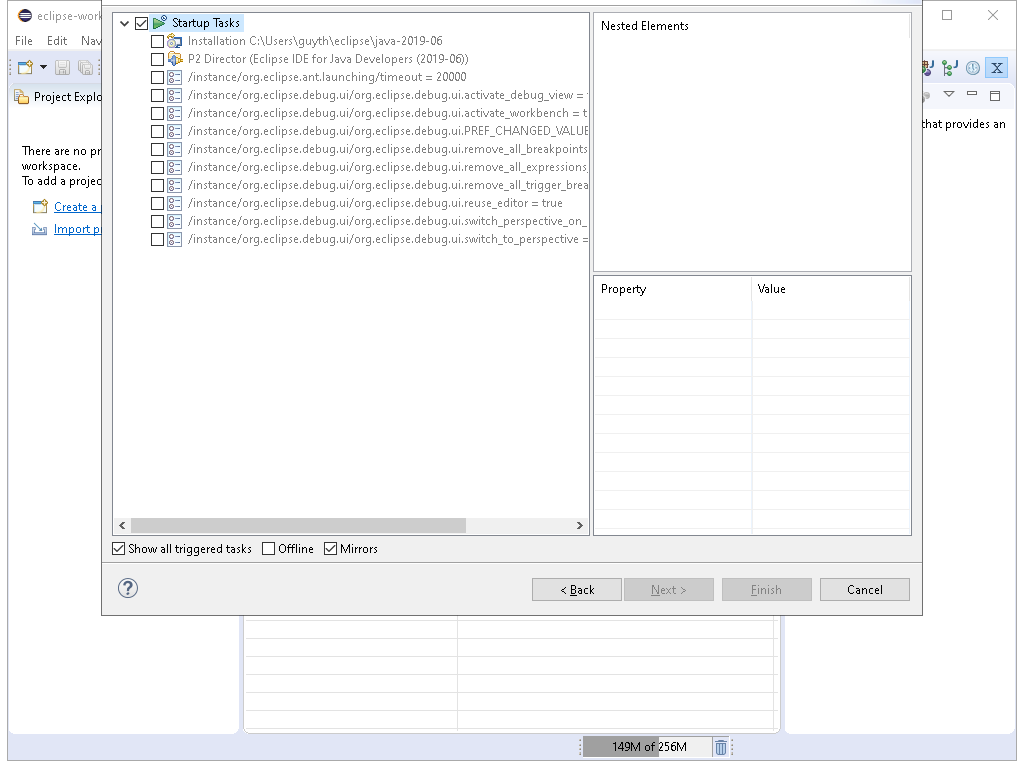 eclipse-work
File Edit Nav
Project Explo
There are no pr
workspace.
To add a projec
Create a
Import pr
Startup Tasks
Installation C:\Users\guyth\eclipse\java-2019-06
P2 Director (Eclipse IDE for Java Developers (2019-06))
/instance/org.eclipse.ant.launching/timeout = 20000
/instance/org.eclipse.debug.ui/org.eclipse.debug.ui.activate_debug_view =
/instance/org.eclipse.debug.ui/org.eclipse.debug.ui.activate_workbench = t
/instance/org.eclipse.debug.ui/org.eclipse.debug.ui.PREF_CHANGED_VALUE
/instance/org.eclipse.debug.ui/org.eclipse.debug.ui.remove_all_breakpoints
/instance/org.eclipse.debug.ui/org.eclipse.debug.ui.remove_all_expressions
/instance/org.eclipse.debug.ui/org.eclipse.debug.ui.remove_all_trigger_brea
/instance/org.eclipse.debug.ui/org.eclipse.debug.ui.reuse_editor = true
/instance/org.eclipse.debug.ui/org.eclipse.debug.ui.switch_perspective_on_
/instance/org.eclipse.debug.ui/org.eclipse.debug.ui.switch_to_perspective =
Nested Elements
Property Value
that provides an
Show all triggered tasks Offline Mirrors
< Back Next > Finish Cancel
149M of 256M